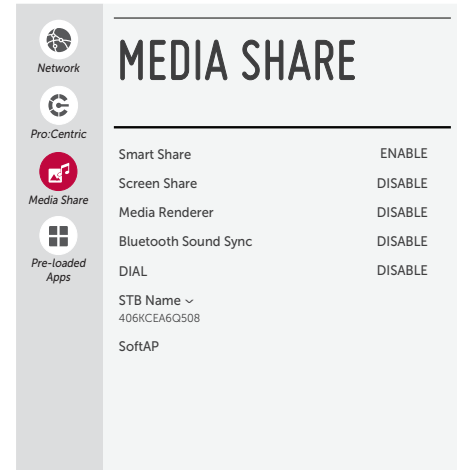 Network
Pro:Centric
Media Share
Pre-loaded
Apps
MEDIA SHARE
Smart Share ENABLE
Screen Share DISABLE
Media Renderer DISABLE
Bluetooth Sound Sync DISABLE
DIAL DISABLE
STB Name
406KCEA6Q508
SoftAP